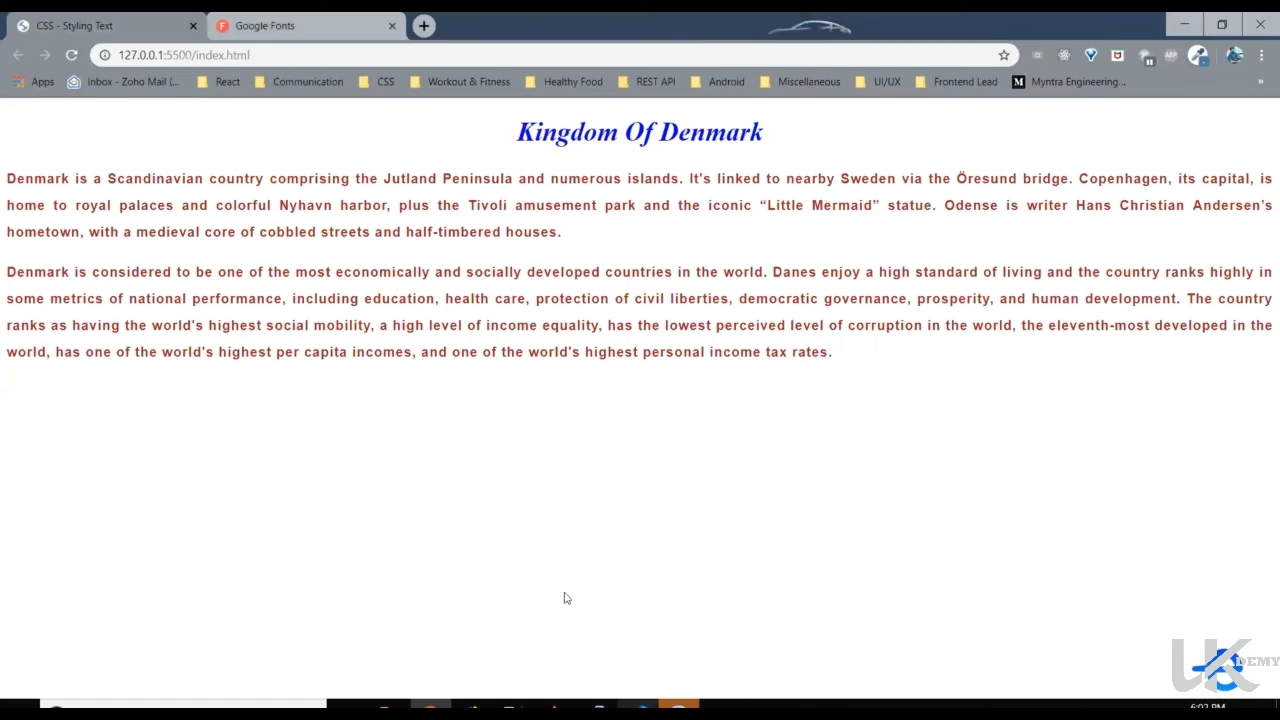 CSS - Styling Text
Google Fonts
127.0.0.1:5500/index.html
Apps Inbox - Zoho Mail (... React Communication CSS Workout & Fitness Healthy Food REST API Android Miscellaneous UI/UX Frontend Lead Myntra Engineering...
Kingdom Of Denmark
Denmark is a Scandinavian country comprising the Jutland Peninsula and numerous islands. It's linked to nearby Sweden via the Öresund bridge. Copenhagen, its capital, is
home to royal palaces and colorful Nyhavn harbor, plus the Tivoli amusement park and the iconic “Little Mermaid” statue. Odense is writer Hans Christian Andersen’s
hometown, with a medieval core of cobbled streets and half-timbered houses.
Denmark is considered to be one of the most economically and socially developed countries in the world. Danes enjoy a high standard of living and the country ranks highly in
some metrics of national performance, including education, health care, protection of civil liberties, democratic governance, prosperity, and human development. The country
ranks as having the world's highest social mobility, a high level of income equality, has the lowest perceived level of corruption in the world, the eleventh-most developed in the
world, has one of the world's highest per capita incomes, and one of the world's highest personal income tax rates.
UK
DEMY
6:02 PM